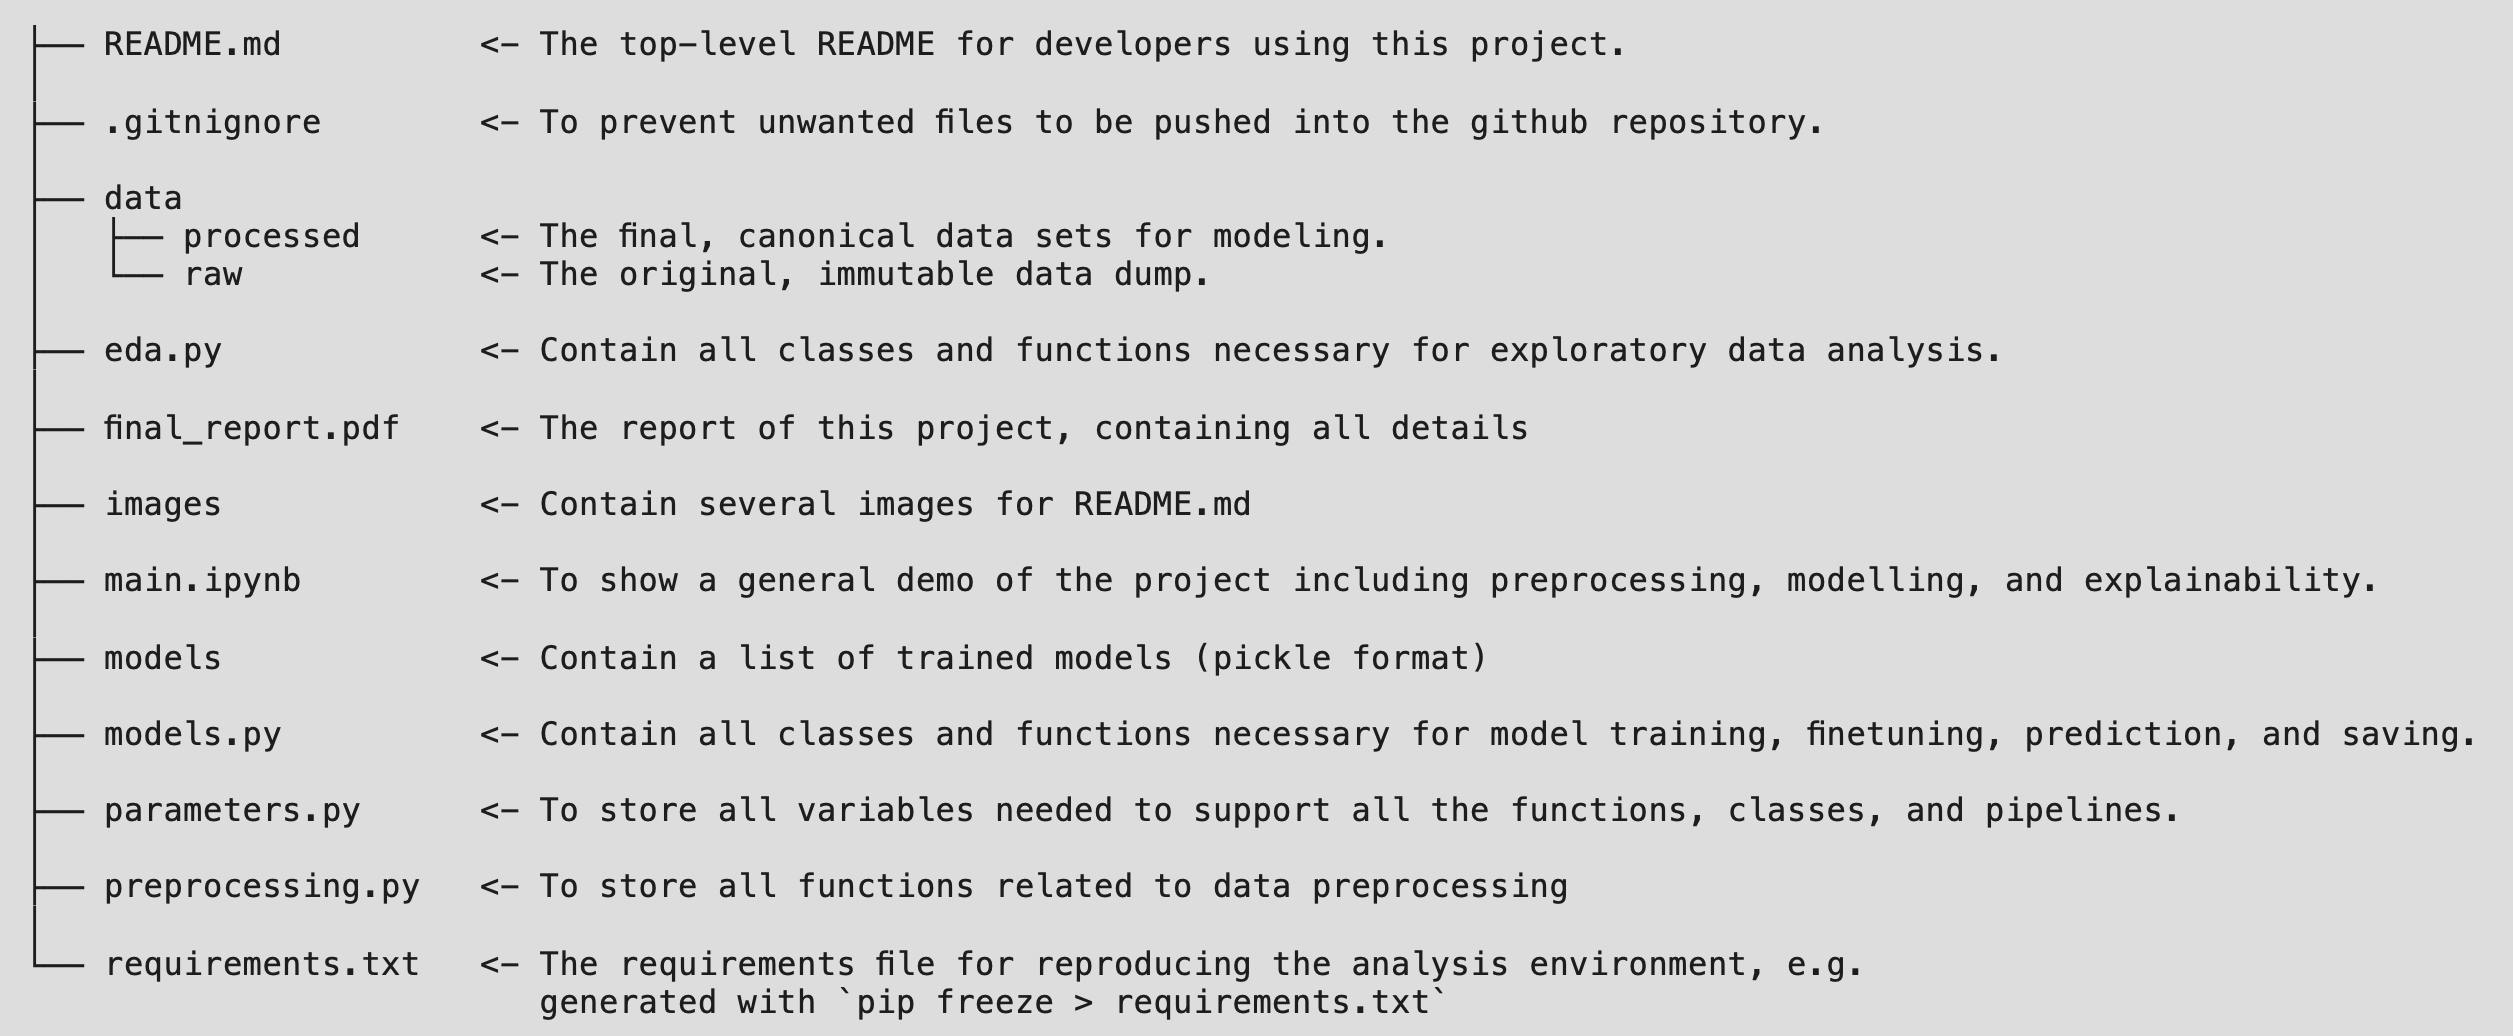 ├── README.md          <- The top-level README for developers using this project.
├── .gitnignore        <- To prevent unwanted files to be pushed into the github repository.
├── data
│   ├── processed      <- The final, canonical data sets for modeling.
│   └── raw            <- The original, immutable data dump.
├── eda.py             <- Contain all classes and functions necessary for exploratory data analysis.
├── final_report.pdf    <- The report of this project, containing all details
├── images             <- Contain several images for README.md
├── main.ipynb         <- To show a general demo of the project including preprocessing, modelling, and explainability.
├── models             <- Contain a list of trained models (pickle format)
├── models.py          <- Contain all classes and functions necessary for model training, finetuning, prediction, and saving.
├── parameters.py      <- To store all variables needed to support all the functions, classes, and pipelines.
├── preprocessing.py   <- To store all functions related to data preprocessing
└── requirements.txt   <- The requirements file for reproducing the analysis environment, e.g.
                          generated with `pip freeze > requirements.txt`